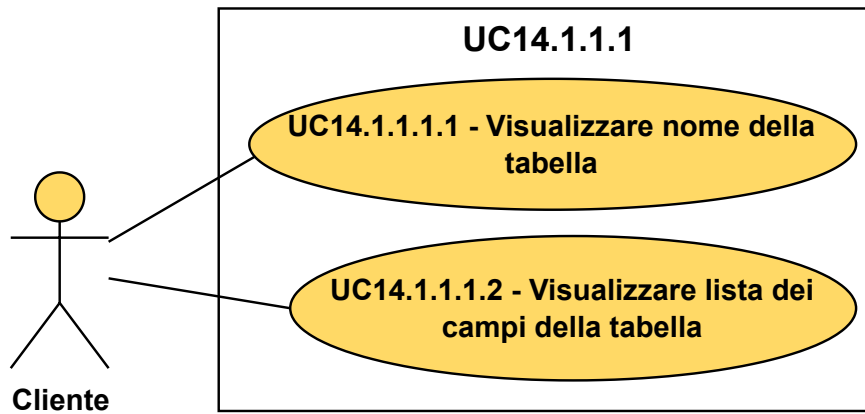 UC14.1.1.1
UC14.1.1.1.1 - Visualizzare nome della
tabella
UC14.1.1.1.2 - Visualizzare lista dei
campi della tabella
Cliente